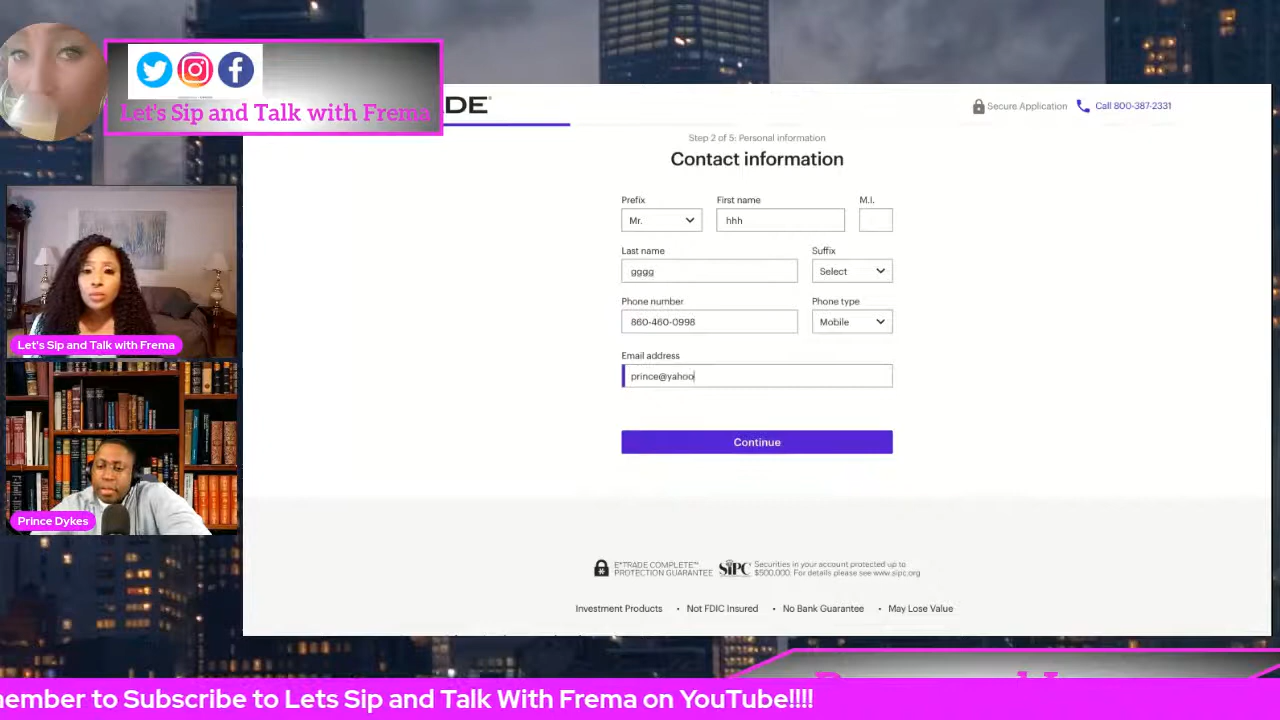 Let's Sip and Talk with Frema
DE
Secure Application
Call 800-387-2331
Step 2 of 5: Personal information
Contact information
Prefix First name M.I.
Mr. hhh
Last name Suffix
gggg Select
Phone number Phone type
860-460-0998 Mobile
Email address
prince@yahoo
Continue
Let's Sip and Talk with Frema
Prince Dykes
E*TRADE COMPLETE™
PROTECTION GUARANTEE
SIPC
Securities in your account protected up to
$500,000. For details please see www.sipc.org
Investment Products • Not FDIC Insured • No Bank Guarantee • May Lose Value
member to Subscribe to Lets Sip and Talk With Frema on YouTube!!!!